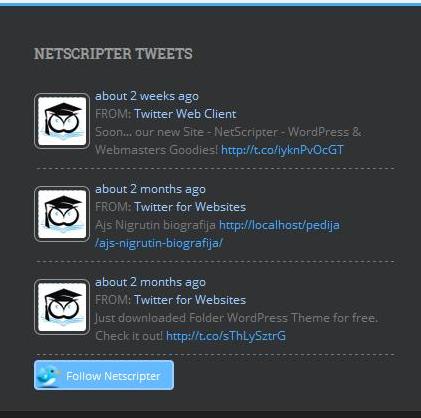 NETSCRIPTER TWEETS
about 2 weeks ago
FROM: Twitter Web Client
Soon... our new Site - NetScripter - WordPress &
Webmasters Goodies! http://t.co/iyknPvOcGT
about 2 months ago
FROM: Twitter for Websites
Ajs Nigrutin biografija http://localhost/pedija
/ajs-nigrutin-biografija/
about 2 months ago
FROM: Twitter for Websites
Just downloaded Folder WordPress Theme for free.
Check it out! http://t.co/sThLySztrG
Follow Netscripter